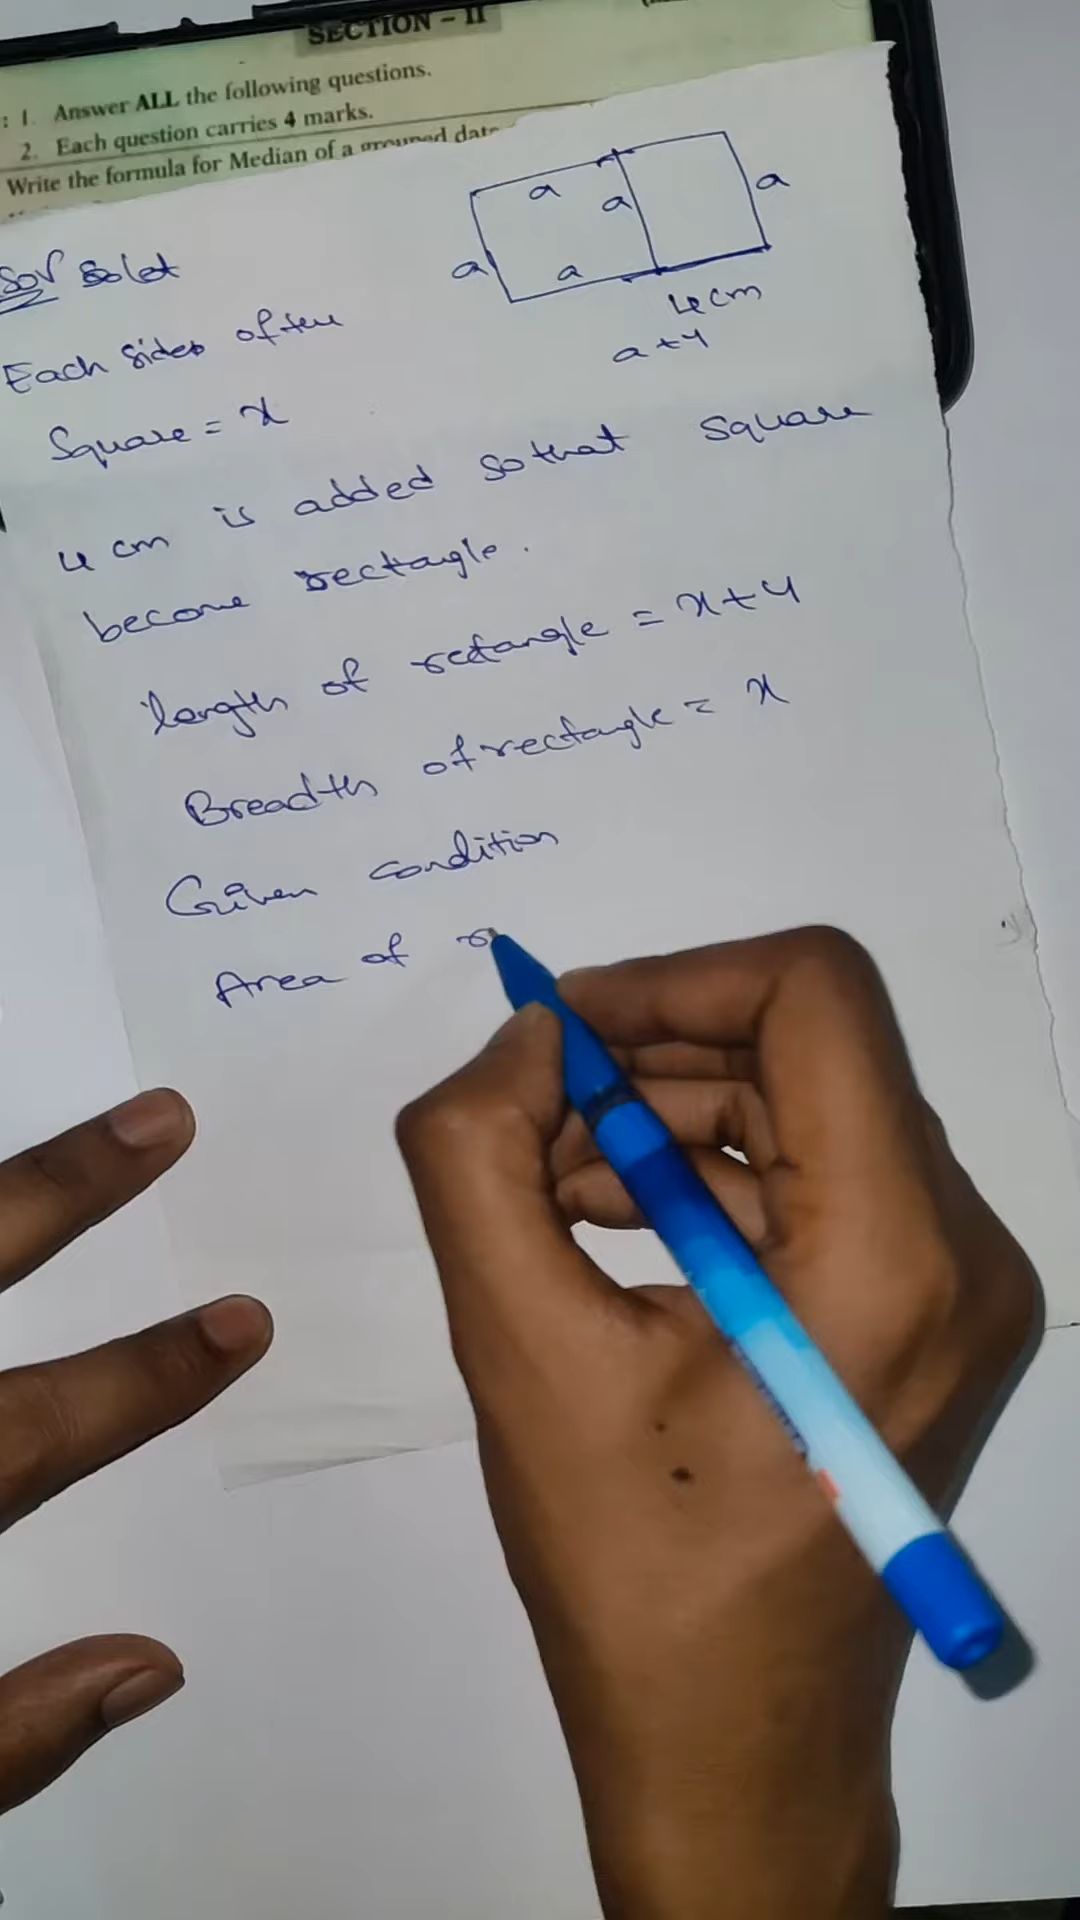 SECTION - II
: 1. Answer ALL the following questions.
2. Each question carries 4 marks.
Write the formula for Median of a grouped data
a a a
a a
4cm
a+4
Sol Solet
Each sides of the
Square = x
4 cm is added so that square
become rectangle.
length of rectangle = x+4
Breadth of rectangle = x
Given condition
Area of r